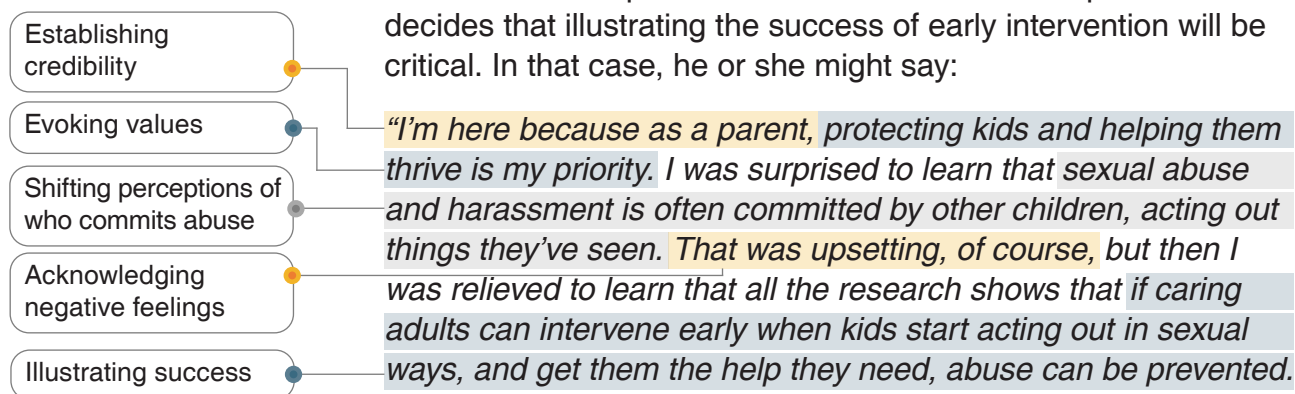 decides that illustrating the success of early intervention will be
critical. In that case, he or she might say:
Establishing
credibility
Evoking values
Shifting perceptions of
who commits abuse
Acknowledging
negative feelings
Illustrating success
“I’m here because as a parent, protecting kids and helping them
thrive is my priority. I was surprised to learn that sexual abuse
and harassment is often committed by other children, acting out
things they’ve seen. That was upsetting, of course, but then I
was relieved to learn that all the research shows that if caring
adults can intervene early when kids start acting out in sexual
ways, and get them the help they need, abuse can be prevented.